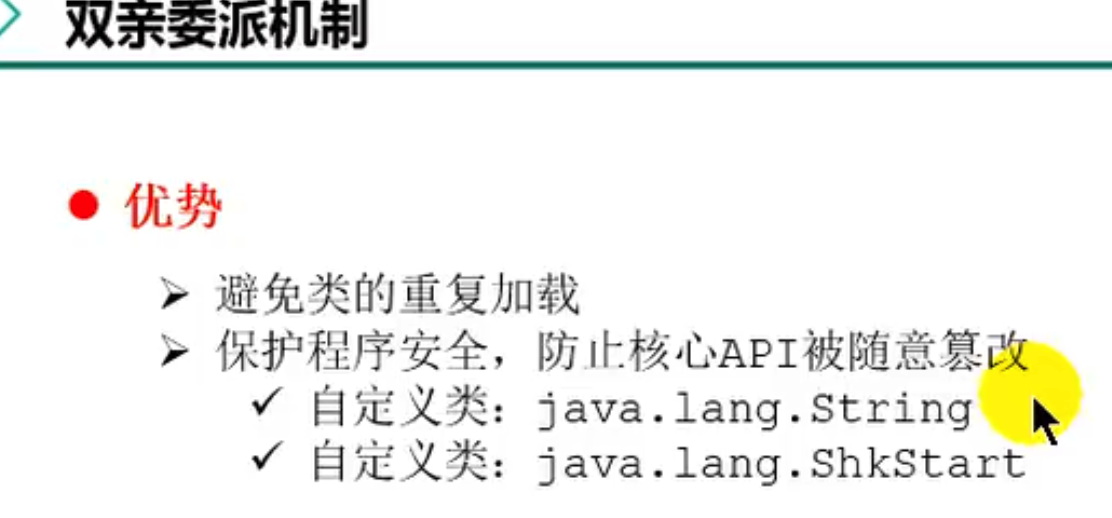 双亲委派机制
优势
避免类的重复加载
保护程序安全，防止核心API被随意篡改
自定义类：java.lang.String
自定义类：java.lang.ShkStart